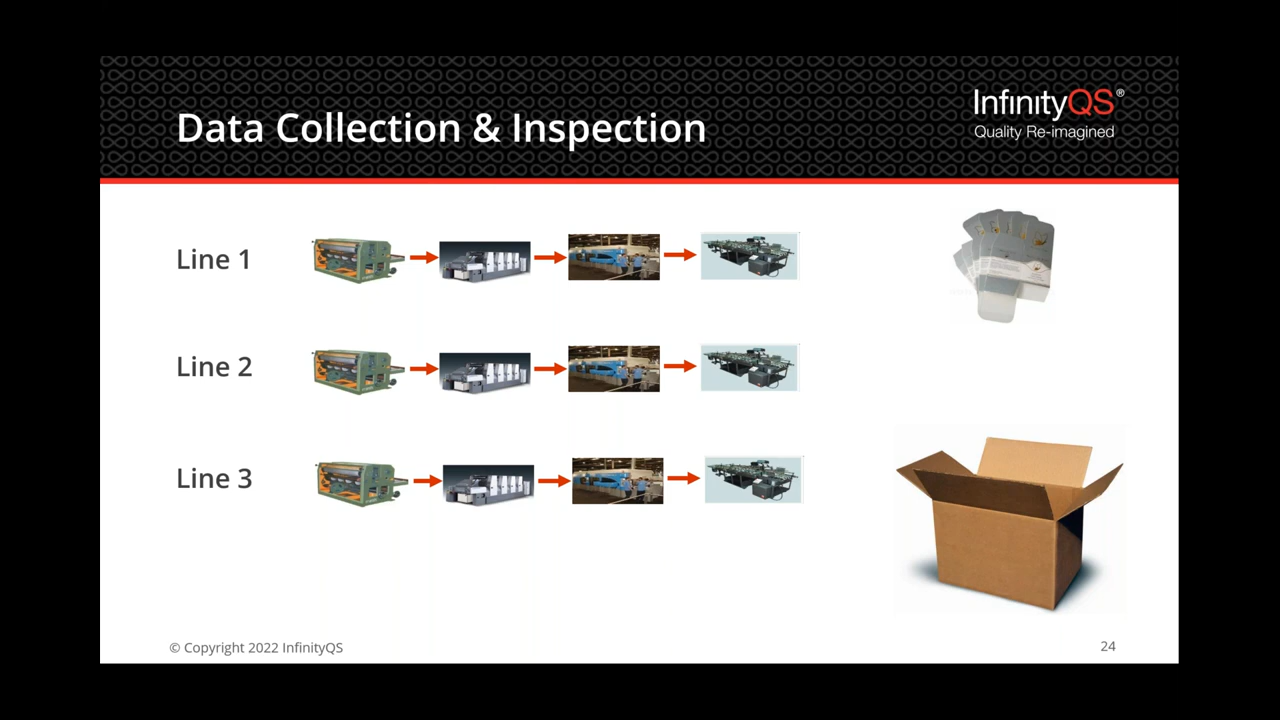 Data Collection & Inspection
InfinityQS®
Quality Re-imagined
Line 1
Line 2
Line 3
© Copyright 2022 InfinityQS
24